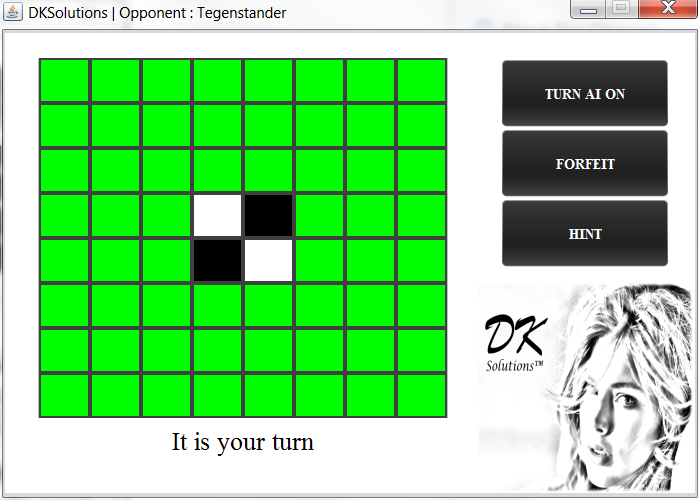 DKSolutions | Opponent : Tegenstander
TURN AI ON
FORFEIT
HINT
DK
Solutions™
It is your turn